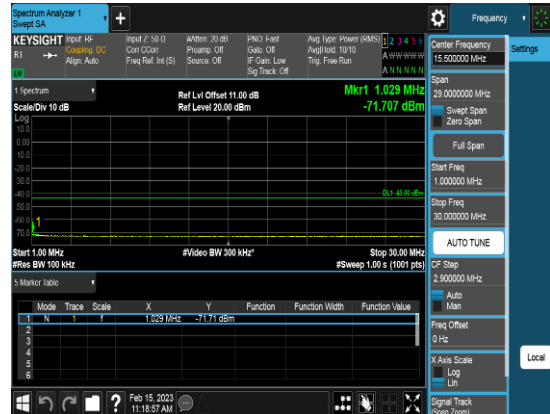 Spectrum Analyzer 1
Swept SA
+
Frequency
KEYSIGHT
R1
LXI
Input: RF
Coupling: DC
Align: Auto
Input Z: 50 Ω
Corr CCorr
Freq Ref: Int (S)
#Atten: 20 dB
Preamp: Off
Source: Off
PNO: Fast
Gate: Off
IF Gain: Low
Sig Track: Off
Avg Type: Power (RMS)
Avg|Hold: 10/10
Trig: Free Run
1 2 3 4 5 6
A W W W W W
A N N N N N
1 Spectrum
Scale/Div 10 dB
Ref Lvl Offset 11.00 dB
Ref Level 20.00 dBm
Mkr1 1.029 MHz
-71.707 dBm
Log
10.0
0.00
-10.0
-20.0
-30.0
-40.0
-50.0
-60.0
-70.0
DL1 -43.00 dBm
1
Start 1.00 MHz
#Res BW 100 kHz
#Video BW 300 kHz*
Stop 30.00 MHz
#Sweep 1.00 s (1001 pts)
5 Marker Table
Mode Trace Scale X Y Function Function Width Function Value
1 N 1 f 1.029 MHz -71.71 dBm
2
3
4
5
6
Feb 15, 2023
11:18:57 AM
Center Frequency
15.500000 MHz
Settings
Span
29.0000000 MHz
Swept Span
Zero Span
Full Span
Start Freq
1.000000 MHz
Stop Freq
30.000000 MHz
AUTO TUNE
CF Step
2.900000 MHz
Auto
Man
Freq Offset
0 Hz
X Axis Scale
Log
Lin
Local
Signal Track
(Span Zoom)